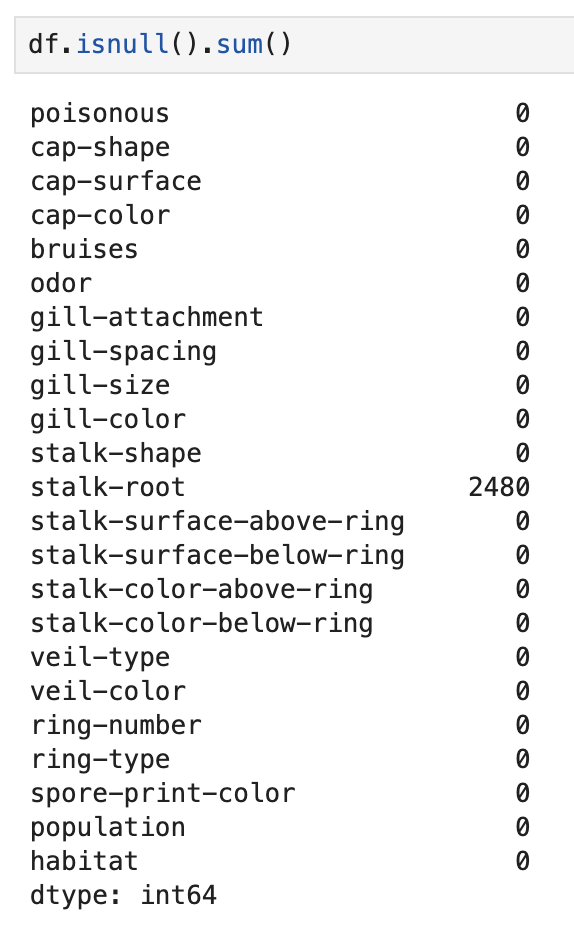 df.isnull().sum()
poisonous 0
cap-shape 0
cap-surface 0
cap-color 0
bruises 0
odor 0
gill-attachment 0
gill-spacing 0
gill-size 0
gill-color 0
stalk-shape 0
stalk-root 2480
stalk-surface-above-ring 0
stalk-surface-below-ring 0
stalk-color-above-ring 0
stalk-color-below-ring 0
veil-type 0
veil-color 0
ring-number 0
ring-type 0
spore-print-color 0
population 0
habitat 0
dtype: int64